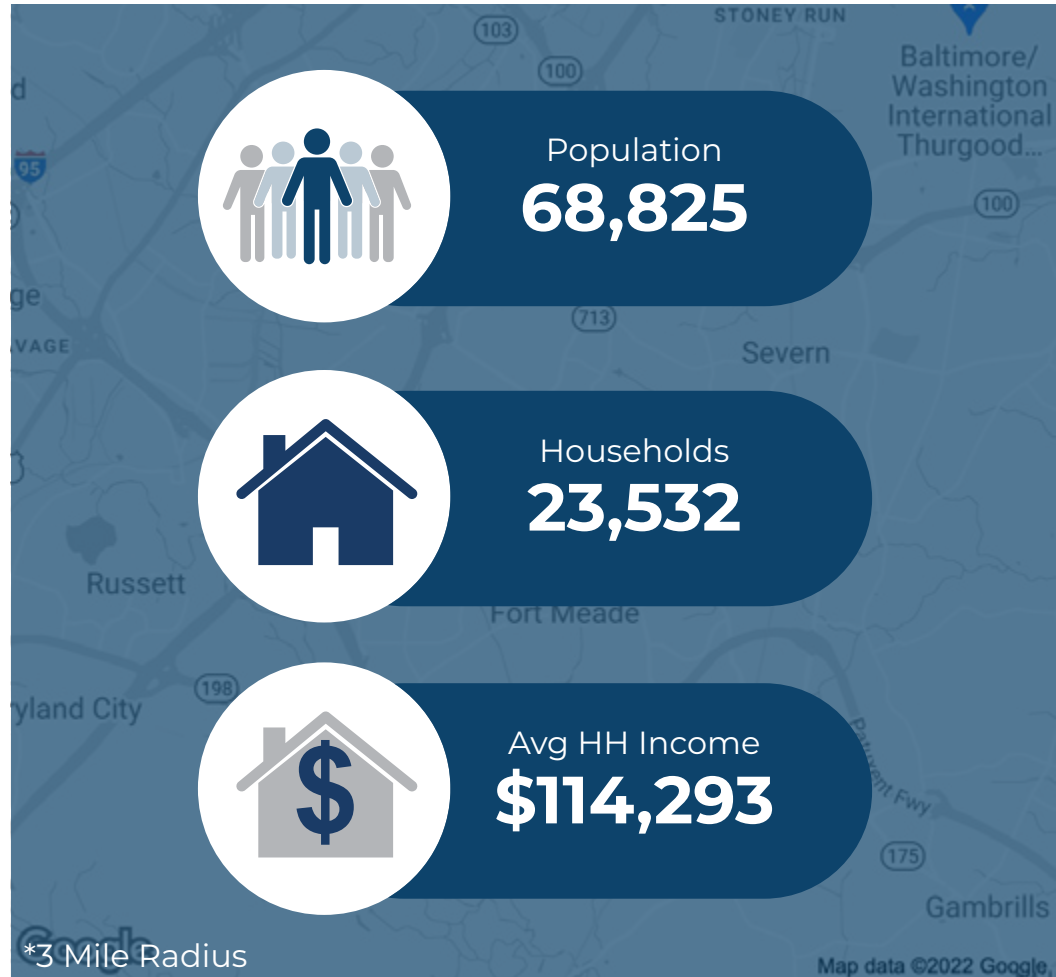 STONEY RUN
103
Baltimore/
Washington
International
Thurgood...
100
d
95
Population
68,825
100
ge
713
VAGE
Severn
Households
23,532
Russett
Fort Meade
198
yland City
Avg HH Income
$114,293
Patuxent Fwy
175
Gambrills
Google
*3 Mile Radius
Map data ©2022 Google